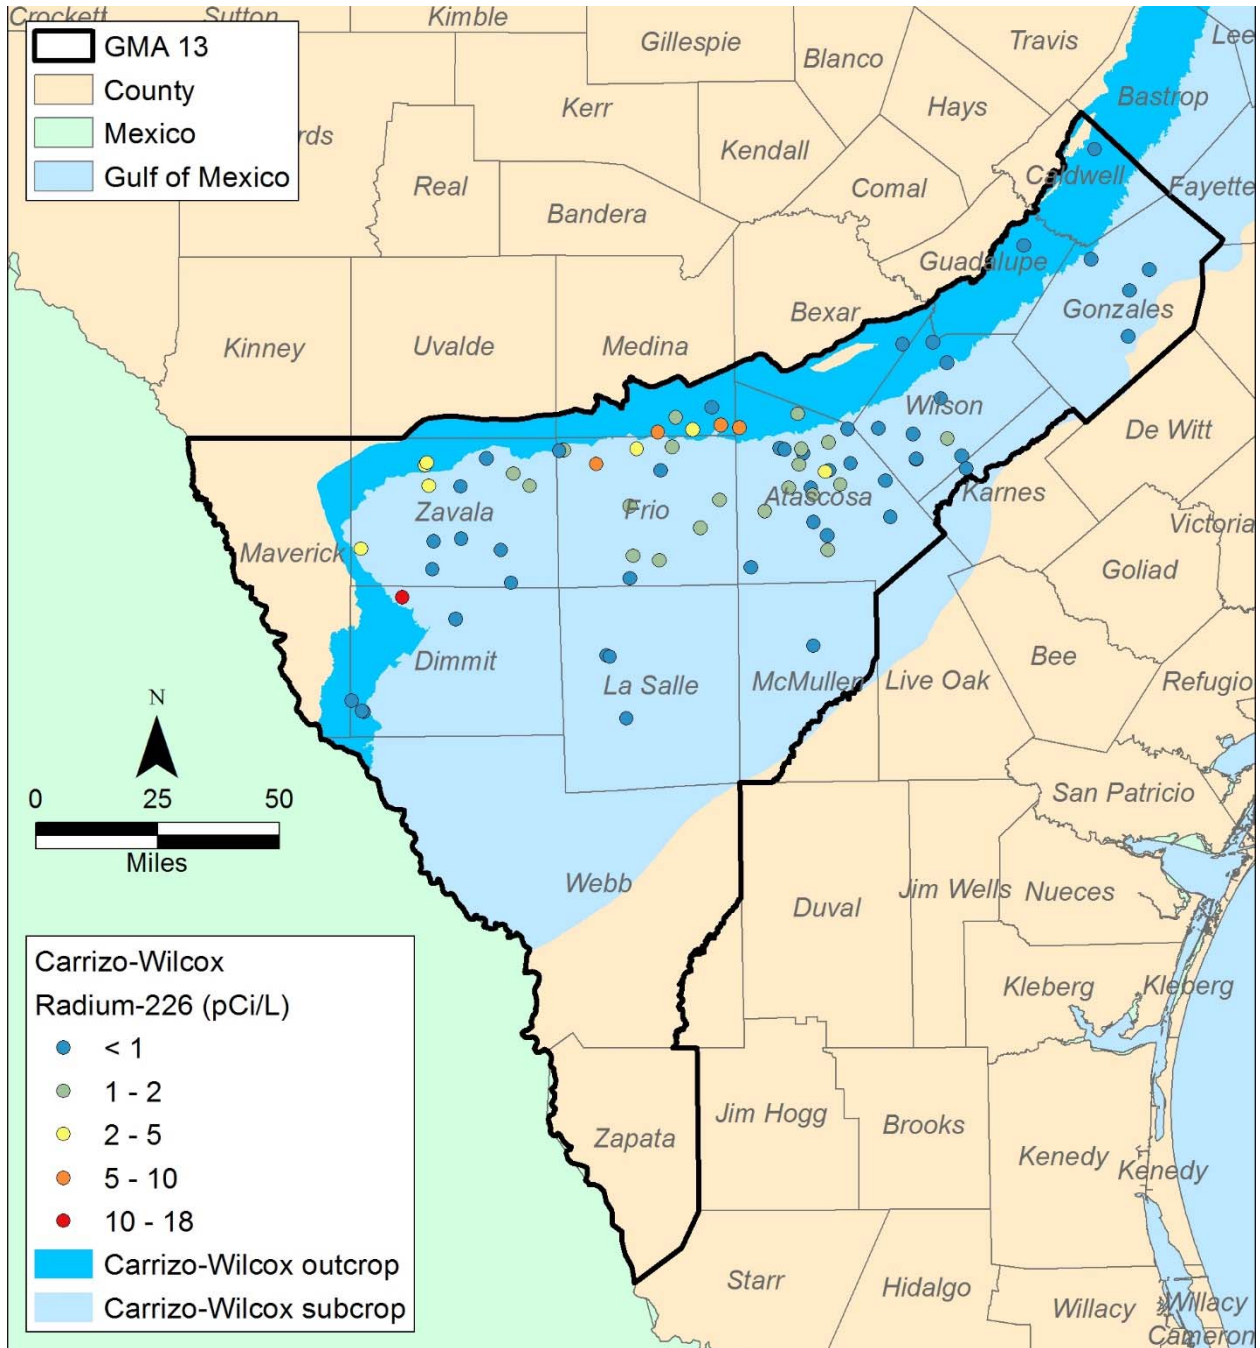 Crockett
Sutton
Kimble
Gillespie
Blanco
Travis
Lee
GMA 13
County
Mexico
Gulf of Mexico
rds
Kerr
Kendall
Hays
Bastrop
Real
Bandera
Comal
Caldwell
Fayette
Guadalupe
Kinney
Uvalde
Medina
Bexar
Gonzales
Wilson
De Witt
Maverick
Zavala
Frio
Atascosa
Karnes
Victoria
Goliad
Dimmit
La Salle
McMullen
Live Oak
Bee
Refugio
N
0 25 50
Miles
San Patricio
Webb
Duval
Jim Wells
Nueces
Kleberg
Kleberg
Zapata
Jim Hogg
Brooks
Kenedy
Kenedy
Starr
Hidalgo
Willacy
Willacy
Cameron
Carrizo-Wilcox
Radium-226 (pCi/L)
< 1
1 - 2
2 - 5
5 - 10
10 - 18
Carrizo-Wilcox outcrop
Carrizo-Wilcox subcrop